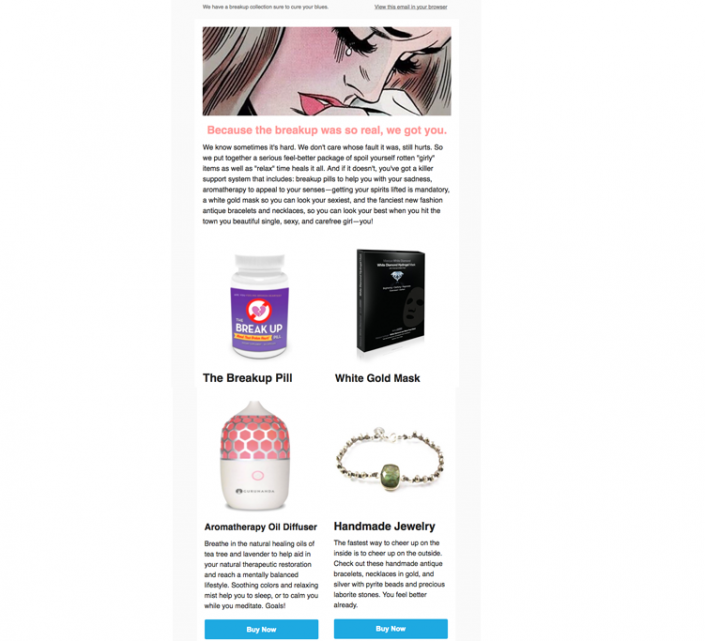 We have a breakup collection sure to cure your blues.
View this email in your browser
Because the breakup was so real, we got you.
We know sometimes it's hard. We don't care whose fault it was, still hurts. So
we put together a serious feel-better package of spoil yourself rotten "girly"
items as well as "relax" time heals it all. And if it doesn't, you've got a killer
support system that includes: breakup pills to help you with your sadness,
aromatherapy to appeal to your senses—getting your spirits lifted is mandatory,
a white gold mask so you can look your sexiest, and the fanciest new fashion
antique bracelets and necklaces, so you can look your best when you hit the
town you beautiful single, sexy, and carefree girl—you!
THE
BREAK UP
PILL
The Breakup Pill
White Gold Mask
Aromatherapy Oil Diffuser
Breathe in the natural healing oils of
tea tree and lavender to help aid in
your natural therapeutic restoration
and reach a mentally balanced
lifestyle. Soothing colors and relaxing
mist help you to sleep, or to calm you
while you meditate. Goals!
Buy Now
Handmade Jewelry
The fastest way to cheer up on the
inside is to cheer up on the outside.
Check out these handmade antique
bracelets, necklaces in gold, and
silver with pyrite beads and precious
laborite stones. You feel better
already.
Buy Now